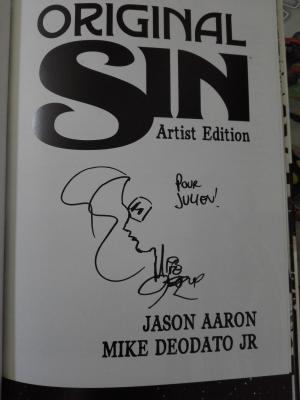 ORIGINAL
SIN
Artist Edition
POUR
JULIEN!
JASON AARON
MIKE DEODATO JR